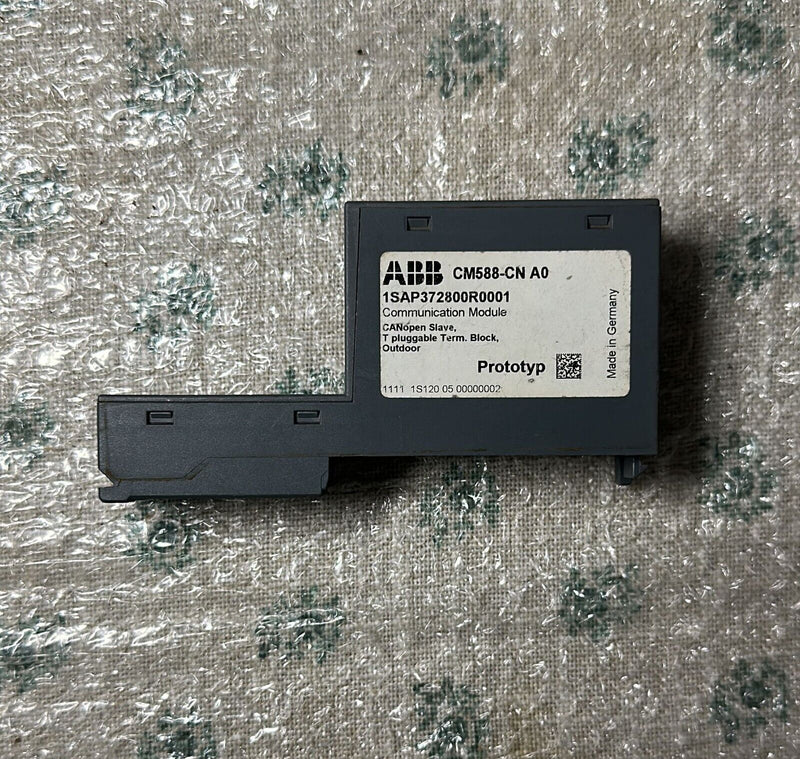 ABB CM588-CN A0
1SAP372800R0001
Communication Module
CANopen Slave,
T pluggable Term. Block,
Outdoor
Prototyp
1111 1S120 05 00000002
Made in Germany